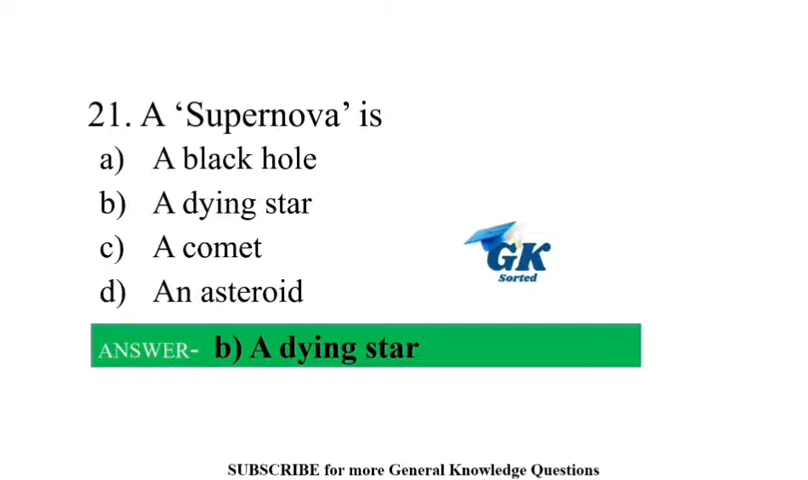 21. A ‘Supernova’ is
a) A black hole
b) A dying star
c) A comet
d) An asteroid
GK
Sorted
ANSWER- b) A dying star
SUBSCRIBE for more General Knowledge Questions